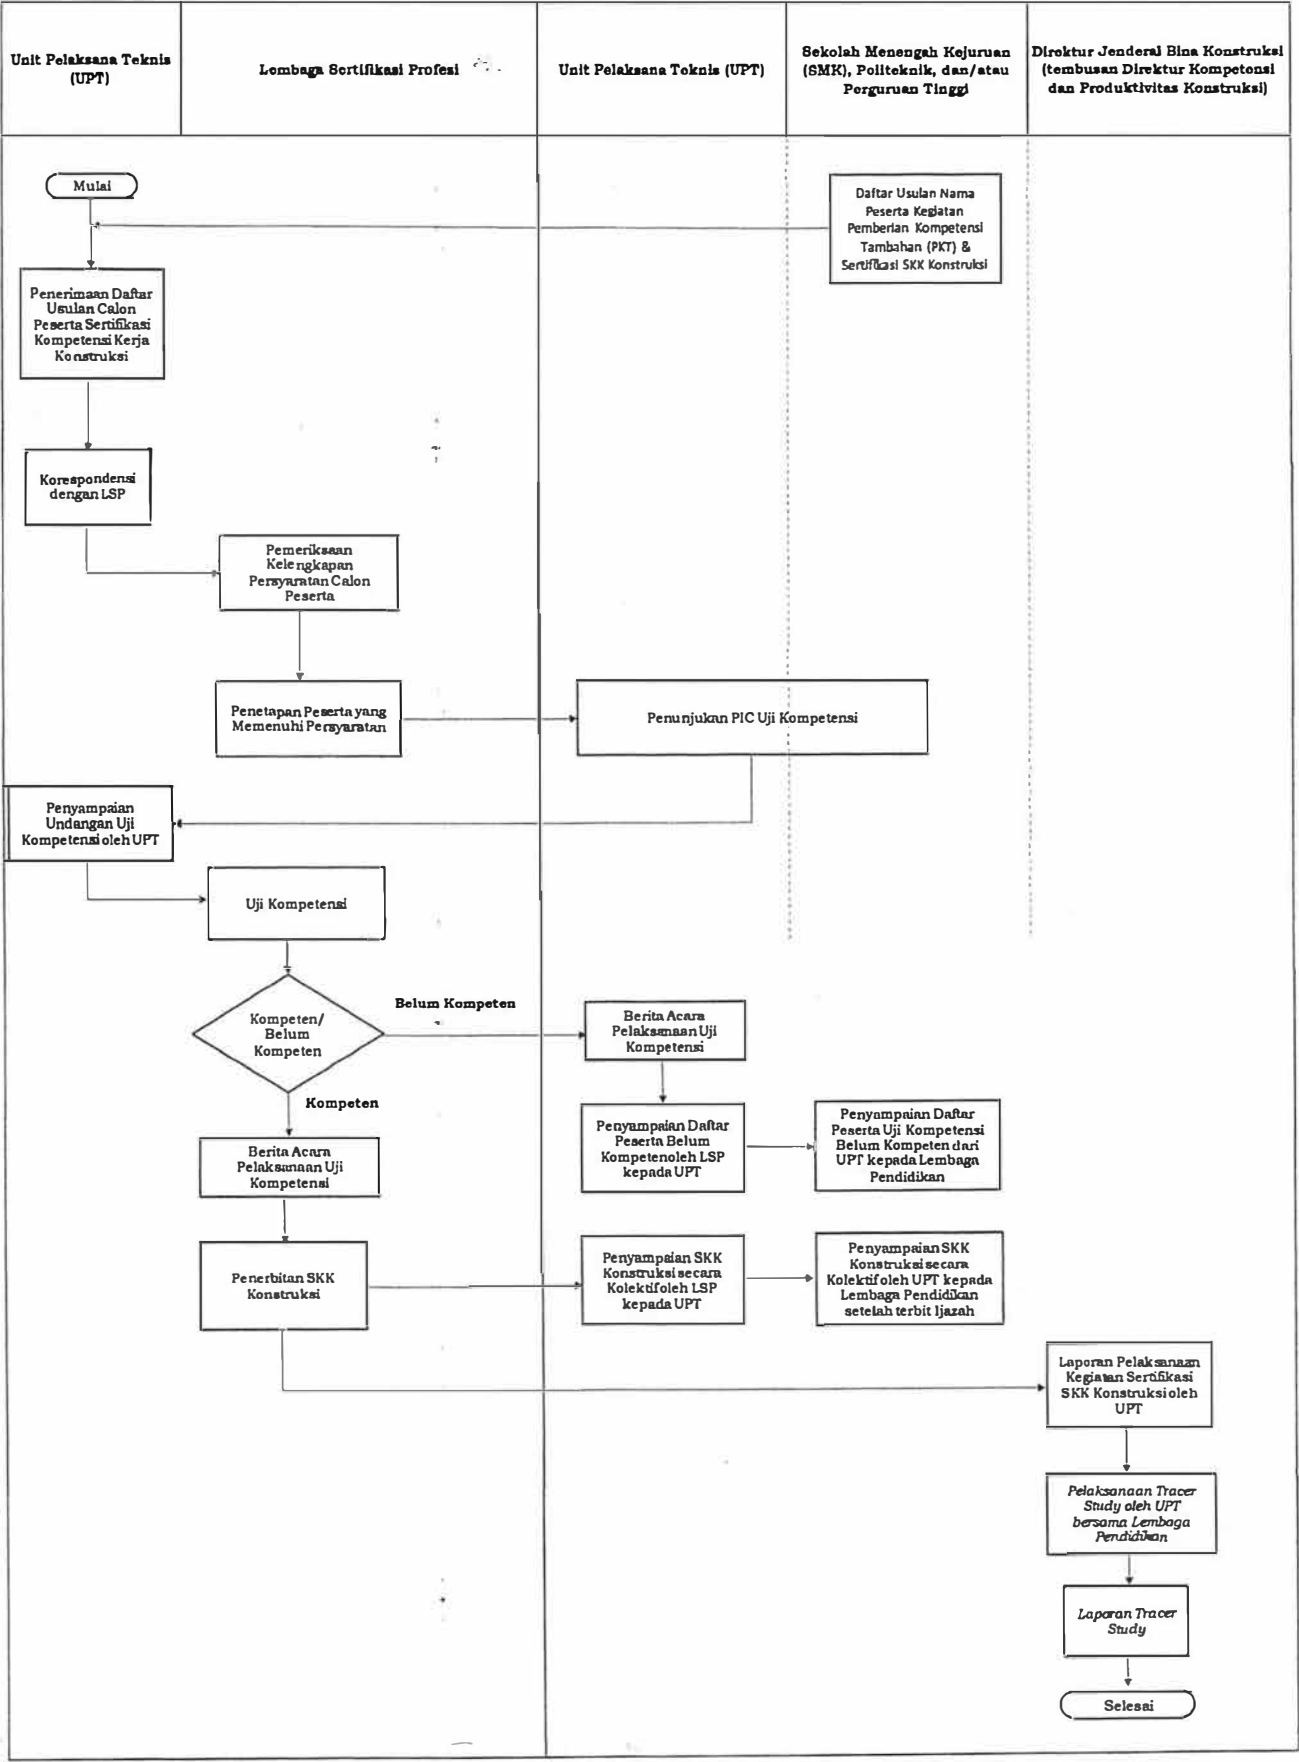 Unit Pelaksana Teknis
(UPT)
Lembaga Sertifikasi Profesi
Unit Pelaksana Teknis (UPT)
Sekolah Menengah Kejuruan
(SMK), Politeknik, dan/atau
Perguruan Tinggi
Direktur Jenderal Bina Konstruksi
(tembusan Direktur Kompetensi
dan Produktivitas Konstruksi)
Mulai
Daftar Usulan Nama
Peserta Kegiatan
Pemberian Kompetensi
Tambahan (PKT) &
Sertifikasi SKK Konstruksi
Penerimaan Daftar
Usulan Calon
Peserta Sertifikasi
Kompetensi Kerja
Konstruksi
Korespondensi
dengan LSP
Pemeriksaan
Kelengkapan
Persyaratan Calon
Peserta
Penetapan Peserta yang
Memenuhi Persyaratan
Penunjukan PIC Uji Kompetensi
Penyampaian
Undangan Uji
Kompetensi oleh UPT
Uji Kompetensi
Kompeten/
Belum
Kompeten
Belum Kompeten
Berita Acara
Pelaksanaan Uji
Kompetensi
Kompeten
Penyampaian Daftar
Peserta Belum
Kompeten oleh LSP
kepada UPT
Penyampaian Daftar
Peserta Uji Kompetensi
Belum Kompeten dari
UPT kepada Lembaga
Pendidikan
Berita Acara
Pelaksanaan Uji
Kompetensi
Penerbitan SKK
Konstruksi
Penyampaian SKK
Konstruksi secara
Kolektif oleh LSP
kepada UPT
Penyampaian SKK
Konstruksi secara
Kolektif oleh UPT kepada
Lembaga Pendidikan
setelah terbit Ijazah
Laporan Pelaksanaan
Kegiatan Sertifikasi
SKK Konstruksi oleh
UPT
Pelaksanaan Tracer
Study oleh UPT
bersama Lembaga
Pendidikan
Laporan Tracer
Study
Selesai